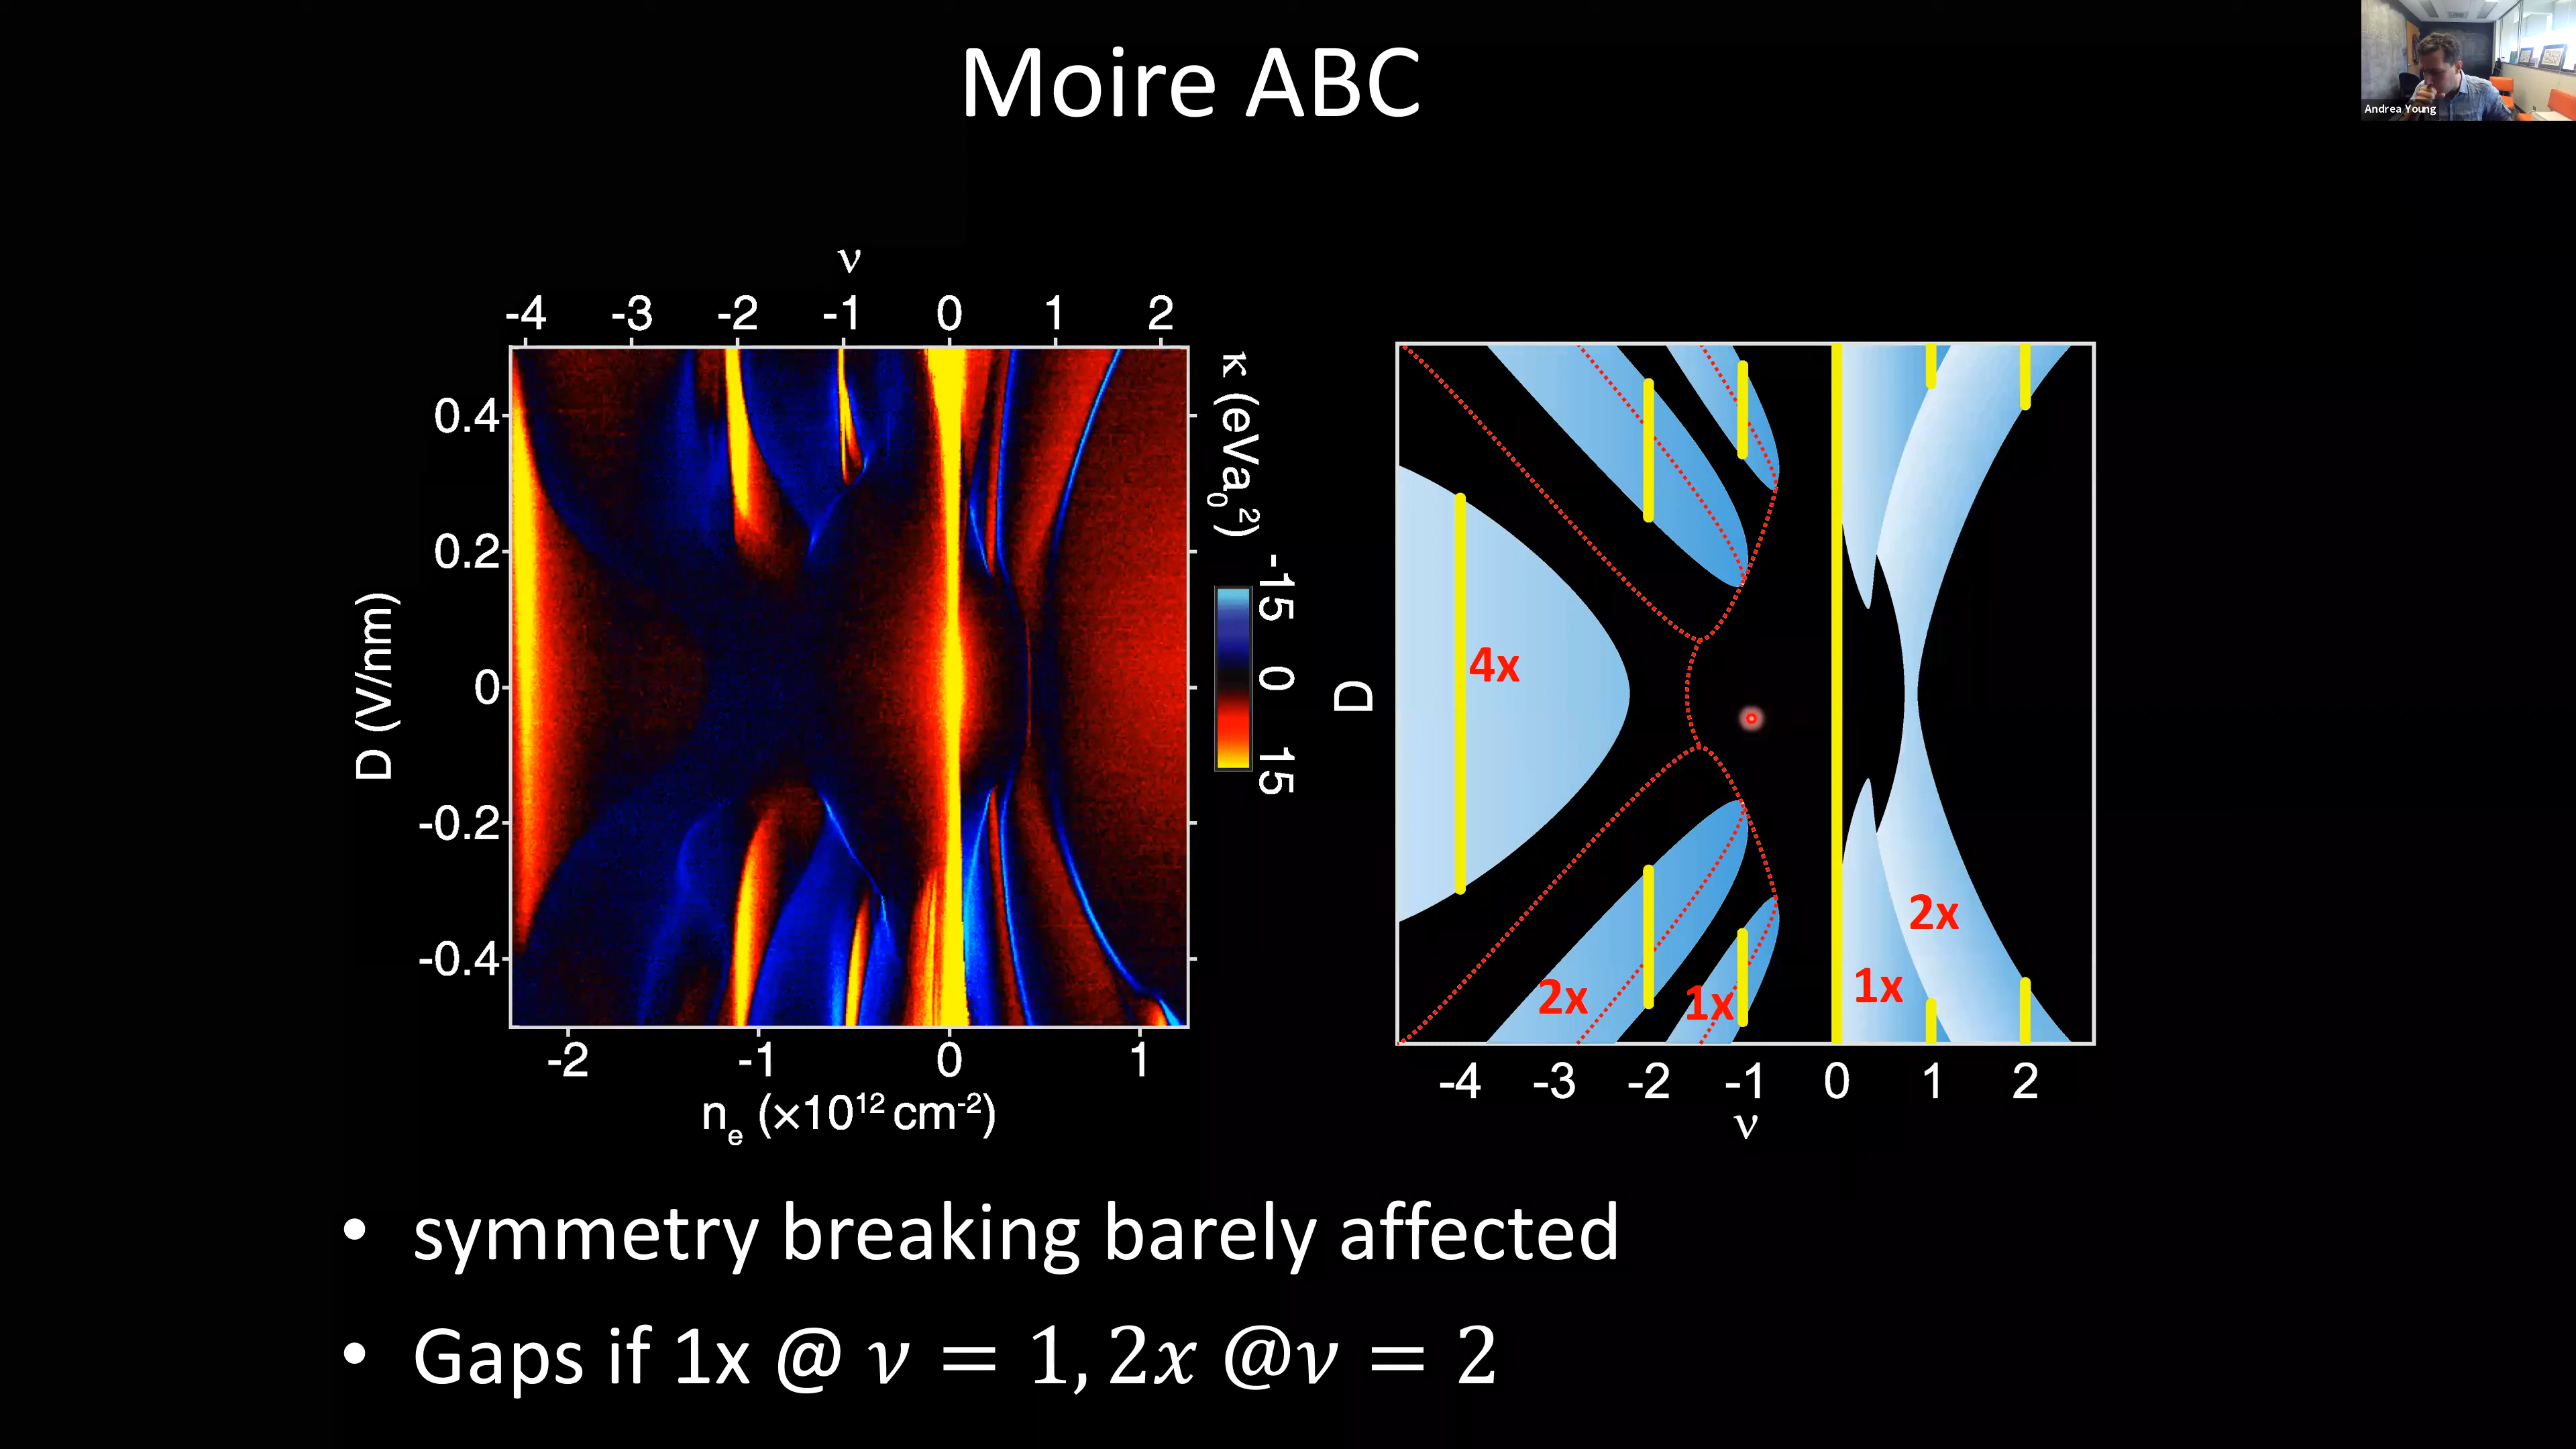 Moire ABC
Andrea Young
ν
-4 -3 -2 -1 0 1 2
0.4
0.2
0
-0.2
-0.4
D (V/nm)
-2 -1 0 1
nₑ (×10¹² cm⁻²)
κ (eVa₀²)
-15 0 15
D
4x
2x
1x
1x
2x
-4 -3 -2 -1 0 1 2
ν
• symmetry breaking barely affected
• Gaps if 1x @ 𝜈 = 1, 2𝑥 @𝜈 = 2